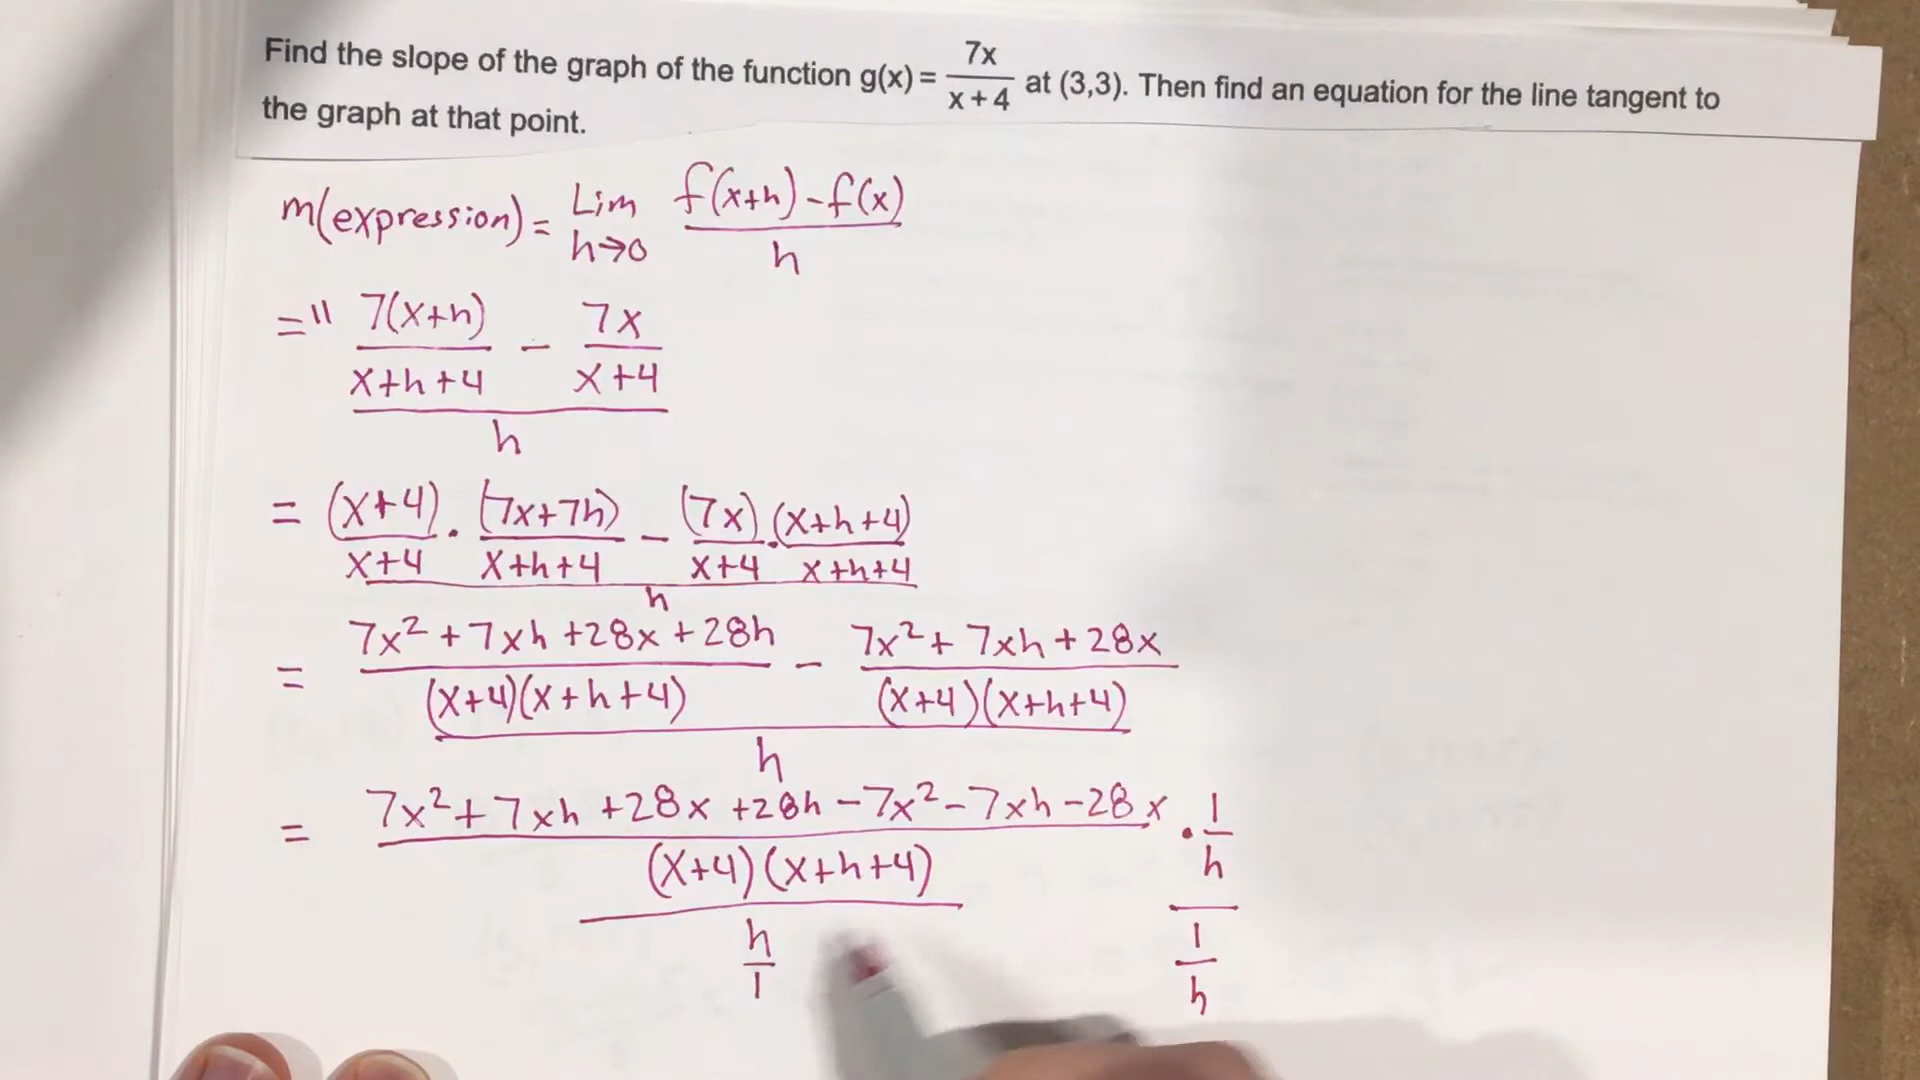 Find the slope of the graph of the function g(x) = 7x / x + 4 at (3,3). Then find an equation for the line tangent to
the graph at that point.
m(expression) = Lim h→0 f(x+h) - f(x) / h
= " 7(x+h) / x+h+4 - 7x / x+4
h
= (x+4) / x+4 · (7x+7h) / x+h+4 - (7x) / x+4 · (x+h+4) / x+h+4
h
= 7x² + 7xh + 28x + 28h / (x+4)(x+h+4) - 7x² + 7xh + 28x / (x+4)(x+h+4)
h
= 7x² + 7xh + 28x + 28h - 7x² - 7xh - 28x / (x+4)(x+h+4) · 1/h
h/1 1/h